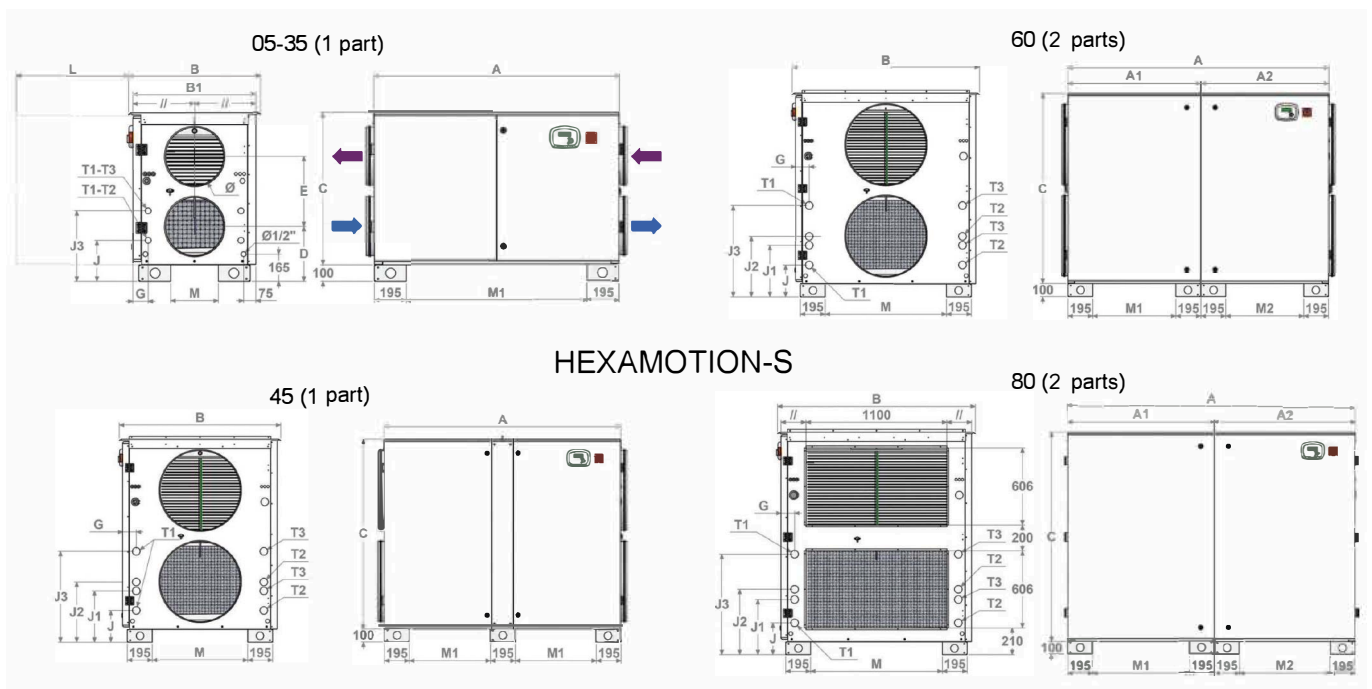 05-35 (1 part)
L
B
A
B1
//
//
T1-T3
T1-T2
Ø
Ø1/2"
C
E
D
J3
J
165
100
G
M
75
195
M1
195
60 (2 parts)
B
A
A1
A2
G
T1
T3
T2
T3
T2
C
J3
J2
J1
J
T1
100
195
M
195
195
M1
195
195
M2
195
HEXAMOTION-S
45 (1 part)
B
A
G
T1
T3
T2
T3
T2
C
J3
J2
J1
J
100
195
M
195
195
M1
195
M1
195
80 (2 parts)
B
A
//
1100
//
A1
A2
606
G
T1
T3
200
T2
T3
606
T2
C
J3
J2
J1
J
T1
210
100
195
M
195
195
M1
195
195
M2
195